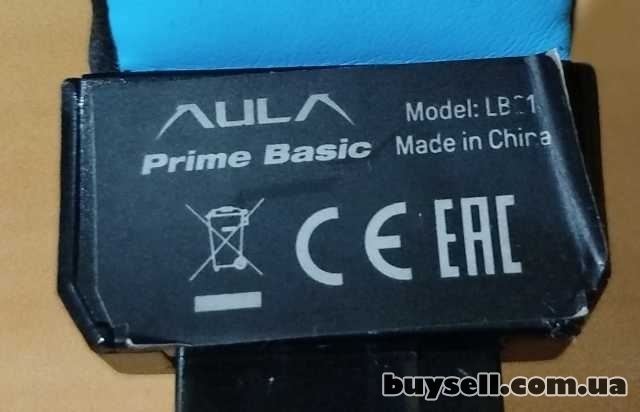 AULA
Prime Basic
Model:
Made in China
CE EAC
buysell.com.ua